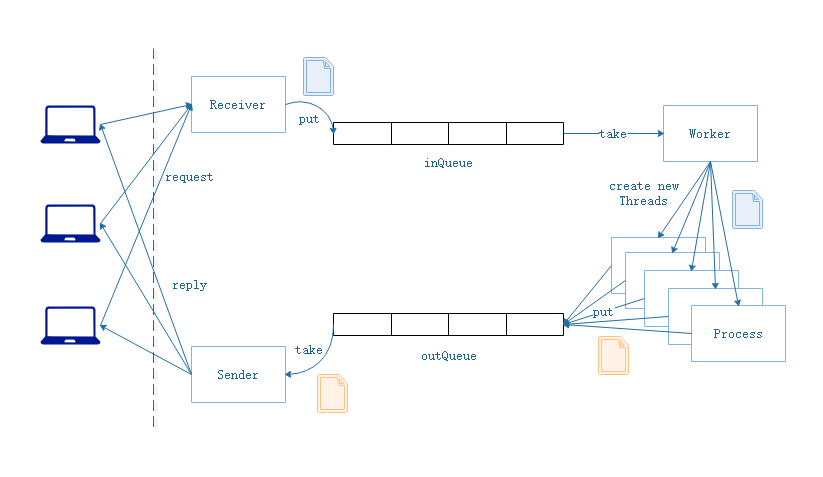 Receiver
put
inQueue
take
Worker
request
create new
Threads
reply
put
Process
take
outQueue
Sender